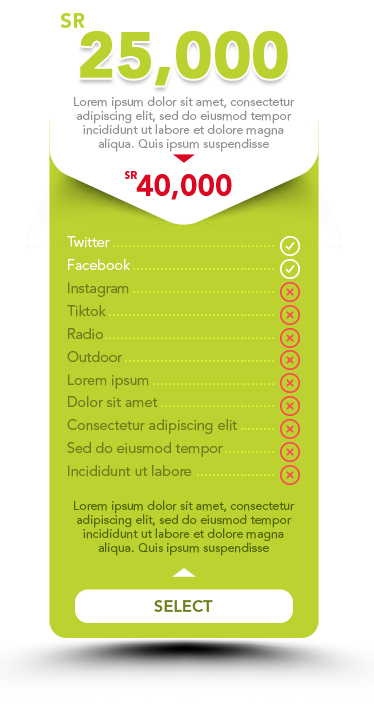 SR
25,000
Lorem ipsum dolor sit amet, consectetur
adipiscing elit, sed do eiusmod tempor
incididunt ut labore et dolore magna
aliqua. Quis ipsum suspendisse
SR 40,000
Twitter
Facebook
Instagram
Tiktok
Radio
Outdoor
Lorem ipsum
Dolor sit amet
Consectetur adipiscing elit
Sed do eiusmod tempor
Incididunt ut labore
Lorem ipsum dolor sit amet, consectetur
adipiscing elit, sed do eiusmod tempor
incididunt ut labore et dolore magna
aliqua. Quis ipsum suspendisse
SELECT